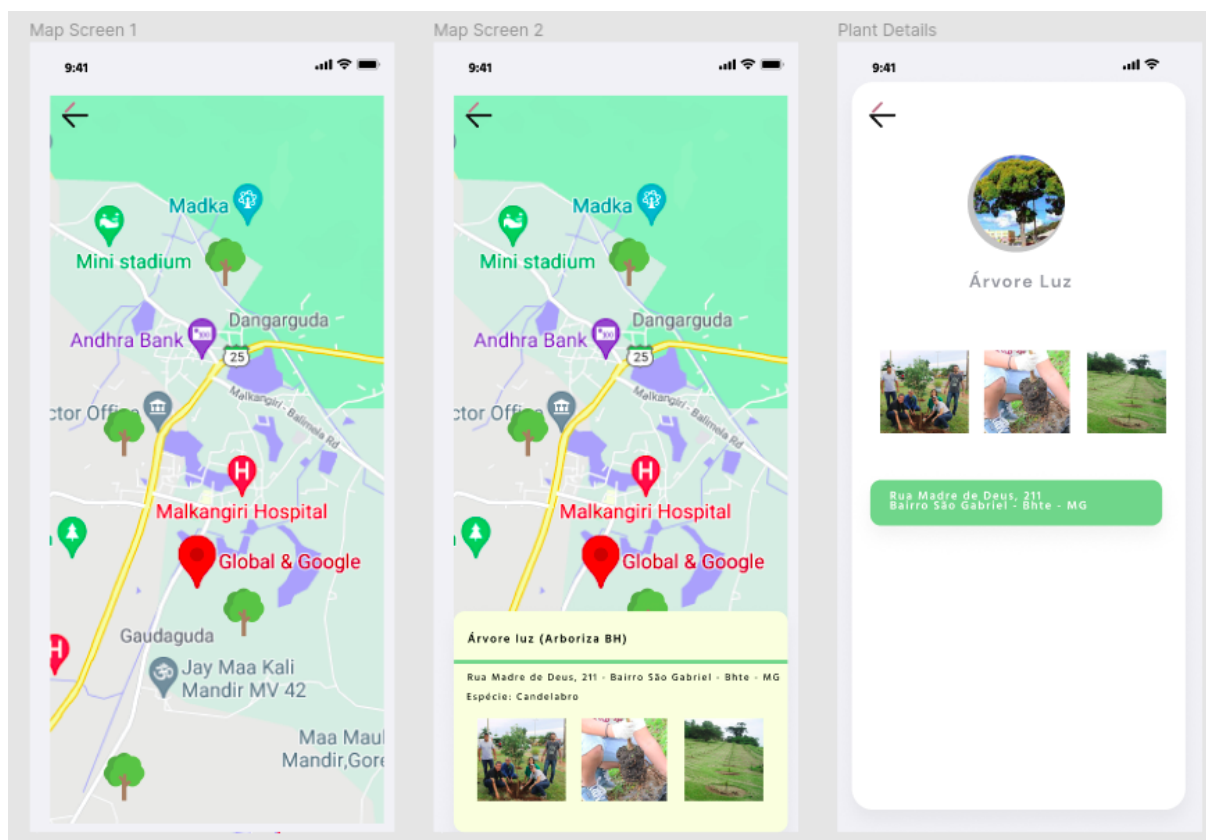 Map Screen 1
9:41
Madka
Mini stadium
Dangarguda
Andhra Bank
25
Malkangiri - Balimela Rd
ctor Office
H
Malkangiri Hospital
Global & Google
Gaudaguda
H
Jay Maa Kali
Mandir MV 42
Maa Maul
Mandir,Gore
Map Screen 2
9:41
Madka
Mini stadium
Dangarguda
Andhra Bank
25
Malkangiri - Balimela Rd
ctor Office
H
Malkangiri Hospital
Global & Google
Árvore luz (Arboriza BH)
Rua Madre de Deus, 211 - Bairro São Gabriel - Bhte - MG
Espécie: Candelabro
Plant Details
9:41
Árvore Luz
Rua Madre de Deus, 211
Bairro São Gabriel - Bhte - MG